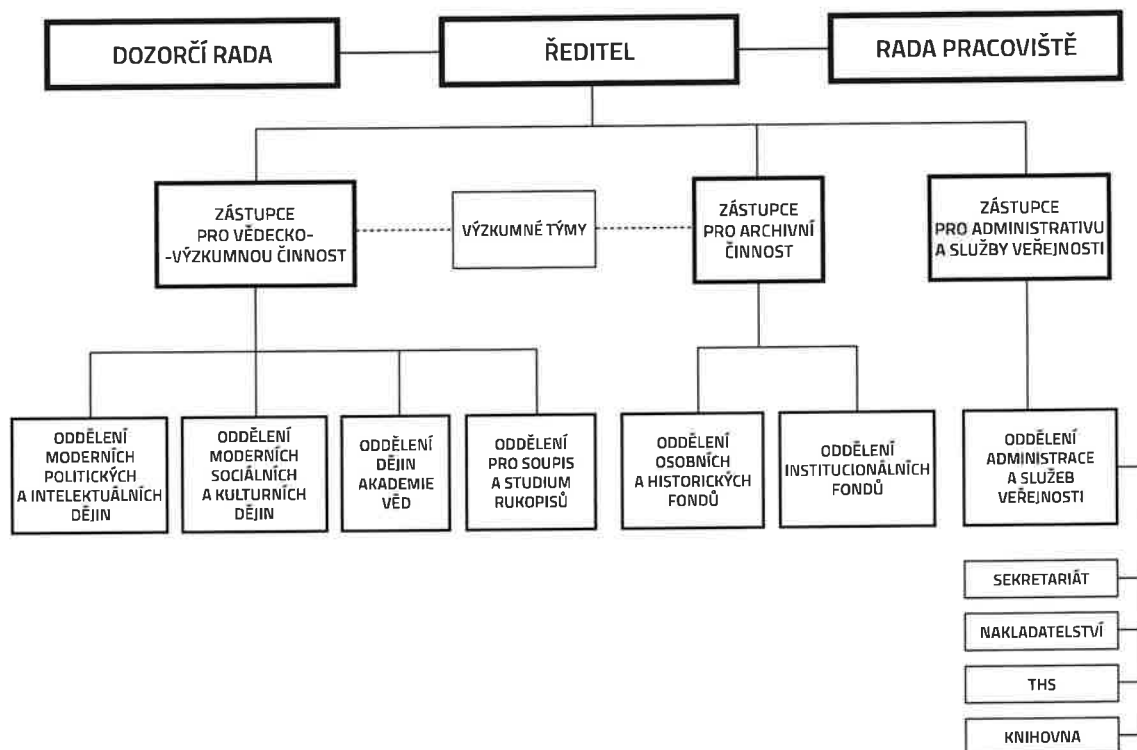 DOZORČÍ RADA
ŘEDITEL
RADA PRACOVIŠTĚ
ZÁSTUPCE
PRO VĚDECKO-
-VÝZKUMNOU ČINNOST
VÝZKUMNÉ TÝMY
ZÁSTUPCE
PRO ARCHIVNÍ
ČINNOST
ZÁSTUPCE
PRO ADMINISTRATIVU
A SLUŽBY VEŘEJNOSTI
ODDĚLENÍ
MODERNÍCH
POLITICKÝCH
A INTELEKTUÁLNÍCH
DĚJIN
ODDĚLENÍ
MODERNÍCH
SOCIÁLNÍCH
A KULTURNÍCH
DĚJIN
ODDĚLENÍ
DĚJIN
AKADEMIE
VĚD
ODDĚLENÍ
PRO SOUPIS
A STUDIUM
RUKOPISŮ
ODDĚLENÍ
OSOBNÍCH
A HISTORICKÝCH
FONDŮ
ODDĚLENÍ
INSTITUCIONÁLNÍCH
FONDŮ
ODDĚLENÍ
ADMINISTRACE
A SLUŽEB
VEŘEJNOSTI
SEKRETARIÁT
NAKLADATELSTVÍ
THS
KNIHOVNA